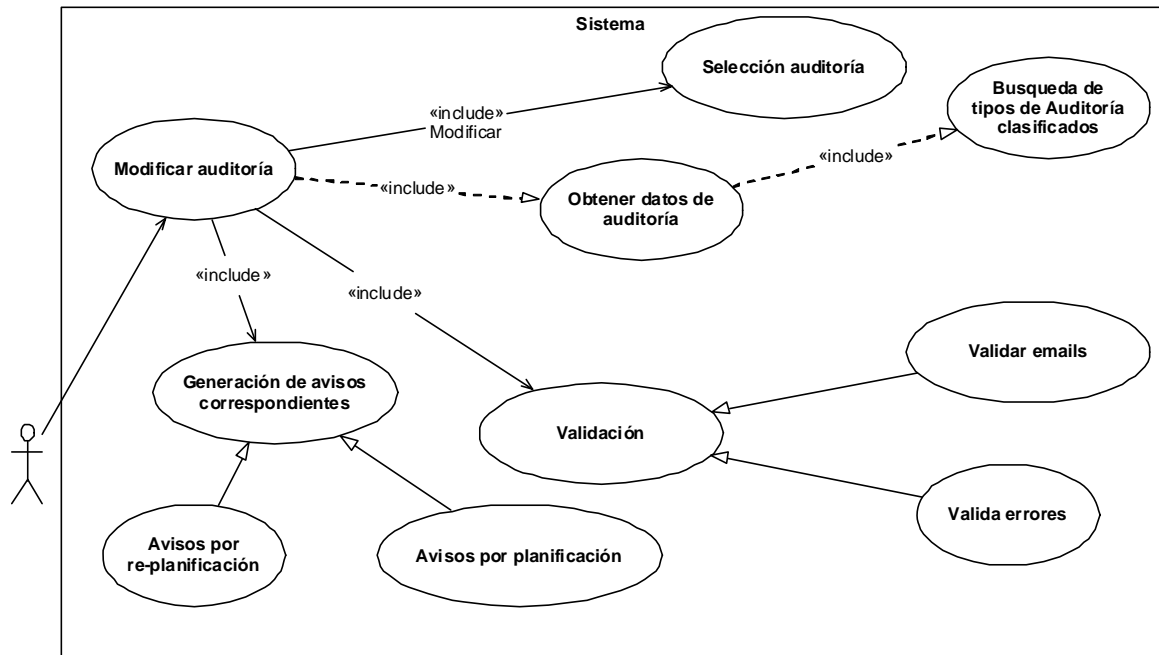 Sistema
Selección auditoría
Busqueda de
tipos de Auditoría
clasificados
«include»
Modificar
«include»
Modificar auditoría
«include»
Obtener datos de
auditoría
«include»
«include»
Validar emails
Generación de avisos
correspondientes
Validación
Valida errores
Avisos por
re-planificación
Avisos por planificación